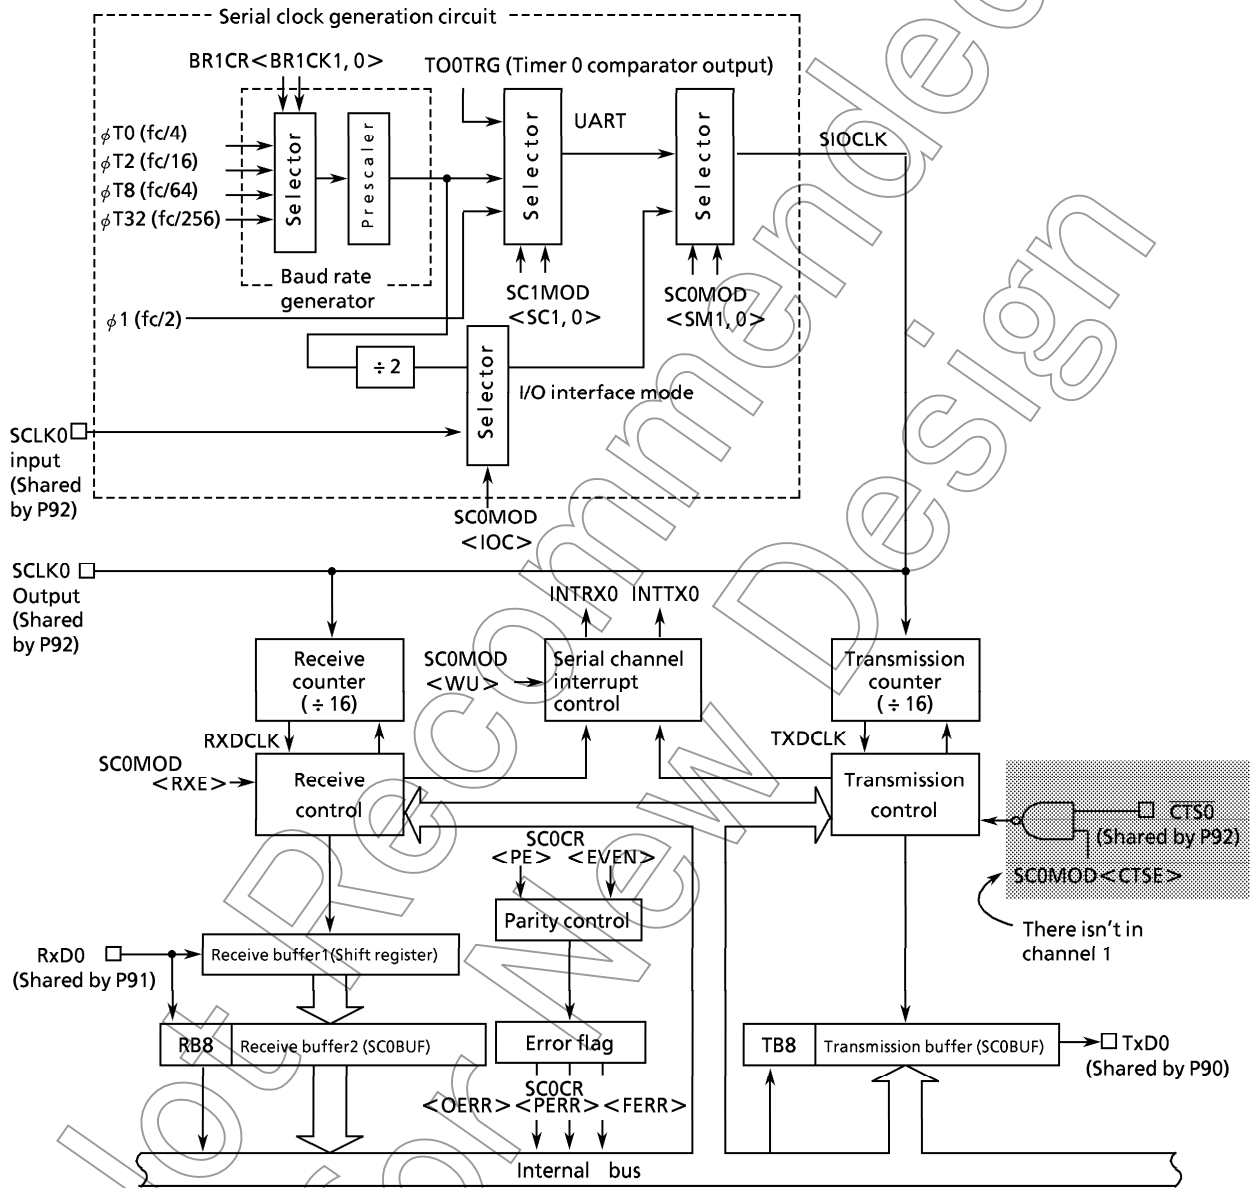 Serial clock generation circuit
BR1CR<BR1CK1, 0>
TO0TRG (Timer 0 comparator output)
φT0 (fc/4)
φT2 (fc/16)
φT8 (fc/64)
φT32 (fc/256)
Selector
Prescaler
Selector
UART
Selector
SIOCLK
Baud rate
generator
SC1MOD
<SC1, 0>
SC0MOD
<SM1, 0>
φ1 (fc/2)
÷2
Selector
I/O interface mode
SCLK0
input
(Shared
by P92)
SC0MOD
<IOC>
SCLK0
Output
(Shared
by P92)
INTRX0 INTTX0
Receive
counter
(÷16)
SC0MOD
<WU>
Serial channel
interrupt
control
Transmission
counter
(÷16)
RXDCLK
TXDCLK
SC0MOD
<RXE>
Receive
control
Transmission
control
CTS0
(Shared by P92)
SC0MOD<CTSE>
There isn't in
channel 1
SC0CR
<PE> <EVEN>
Parity control
RxD0
(Shared by P91)
Receive buffer1(Shift register)
RB8
Receive buffer2 (SC0BUF)
Error flag
TB8
Transmission buffer (SC0BUF)
TxD0
(Shared by P90)
SC0CR
<OERR> <PERR> <FERR>
Internal bus
Not Recommended
for New Design